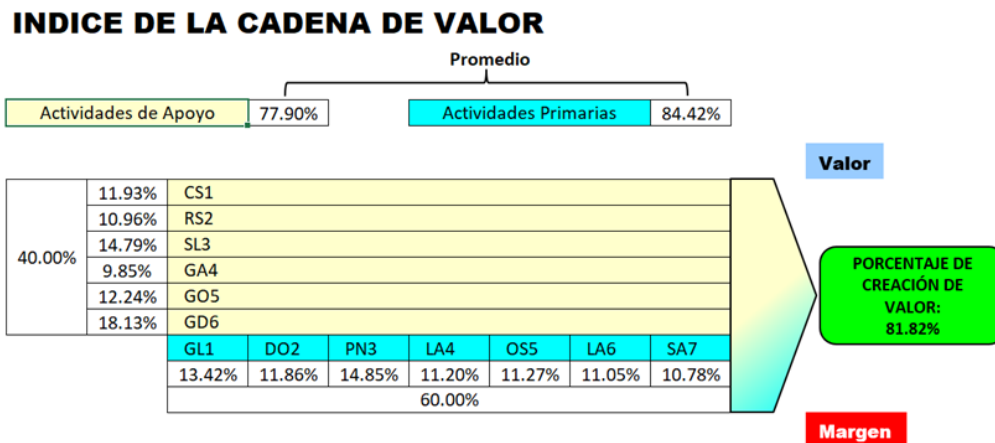 INDICE DE LA CADENA DE VALOR
Promedio
Actividades de Apoyo 77.90% Actividades Primarias 84.42%
Valor
40.00%
11.93% CS1
10.96% RS2
14.79% SL3
9.85% GA4
12.24% GO5
18.13% GD6
PORCENTAJE DE
CREACIÓN DE
VALOR:
81.82%
GL1 DO2 PN3 LA4 OS5 LA6 SA7
13.42% 11.86% 14.85% 11.20% 11.27% 11.05% 10.78%
60.00%
Margen